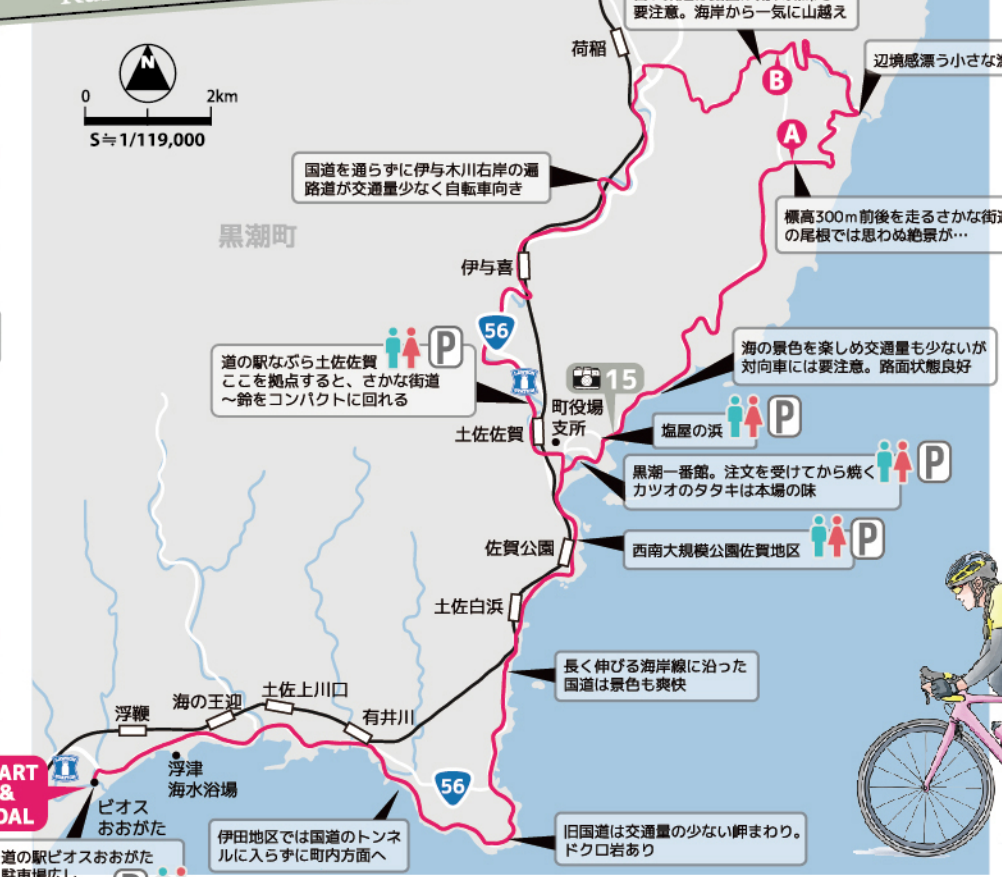 要注意。海岸から一気に山越え
荷稲
N
0 2km
S≒1/119,000
B
辺境感漂う小さな
A
国道を通らずに伊与木川右岸の遍
路道が交通量少なく自転車向き
標高300m前後を走るさかな街道
の尾根では思わぬ絶景が…
黒潮町
伊与喜
56
道の駅なぶら土佐佐賀
ここを拠点すると、さかな街道
〜鈴をコンパクトに回れる
P
海の景色を楽しめ交通量も少ないが
対向車には要注意。路面状態良好
15
町役場
支所
土佐佐賀
塩屋の浜
P
黒潮一番館。注文を受けてから焼く
カツオのタタキは本場の味
P
佐賀公園
西南大規模公園佐賀地区
P
土佐白浜
長く伸びる海岸線に沿った
国道は景色も爽快
浮鞭
海の王迎
土佐上川口
有井川
ART
&
OAL
浮津
海水浴場
56
ビオス
おおがた
伊田地区では国道のトンネ
ルに入らずに町内方面へ
旧国道は交通量の少ない岬まわり。
ドクロ岩あり
道の駅ビオスおおがた
駐車場広し